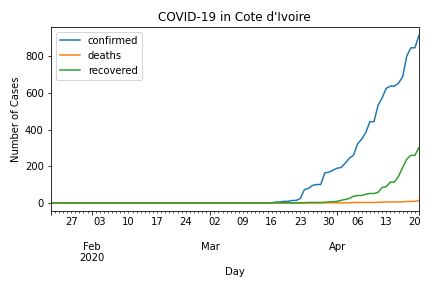 COVID-19 in Cote d'Ivoire
confirmed
deaths
recovered
Number of Cases
800
600
400
200
0
27 03 10 17 24 02 09 16 23 30 06 13 20
Feb Mar Apr
2020
Day